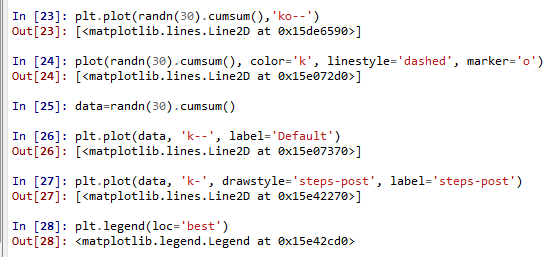 In [23]: plt.plot(randn(30).cumsum(),'ko--')
Out[23]: [<matplotlib.lines.Line2D at 0x15de6590>]
In [24]: plot(randn(30).cumsum(), color='k', linestyle='dashed', marker='o')
Out[24]: [<matplotlib.lines.Line2D at 0x15e072d0>]
In [25]: data=randn(30).cumsum()
In [26]: plt.plot(data, 'k--', label='Default')
Out[26]: [<matplotlib.lines.Line2D at 0x15e07370>]
In [27]: plt.plot(data, 'k-', drawstyle='steps-post', label='steps-post')
Out[27]: [<matplotlib.lines.Line2D at 0x15e42270>]
In [28]: plt.legend(loc='best')
Out[28]: <matplotlib.legend.Legend at 0x15e42cd0>